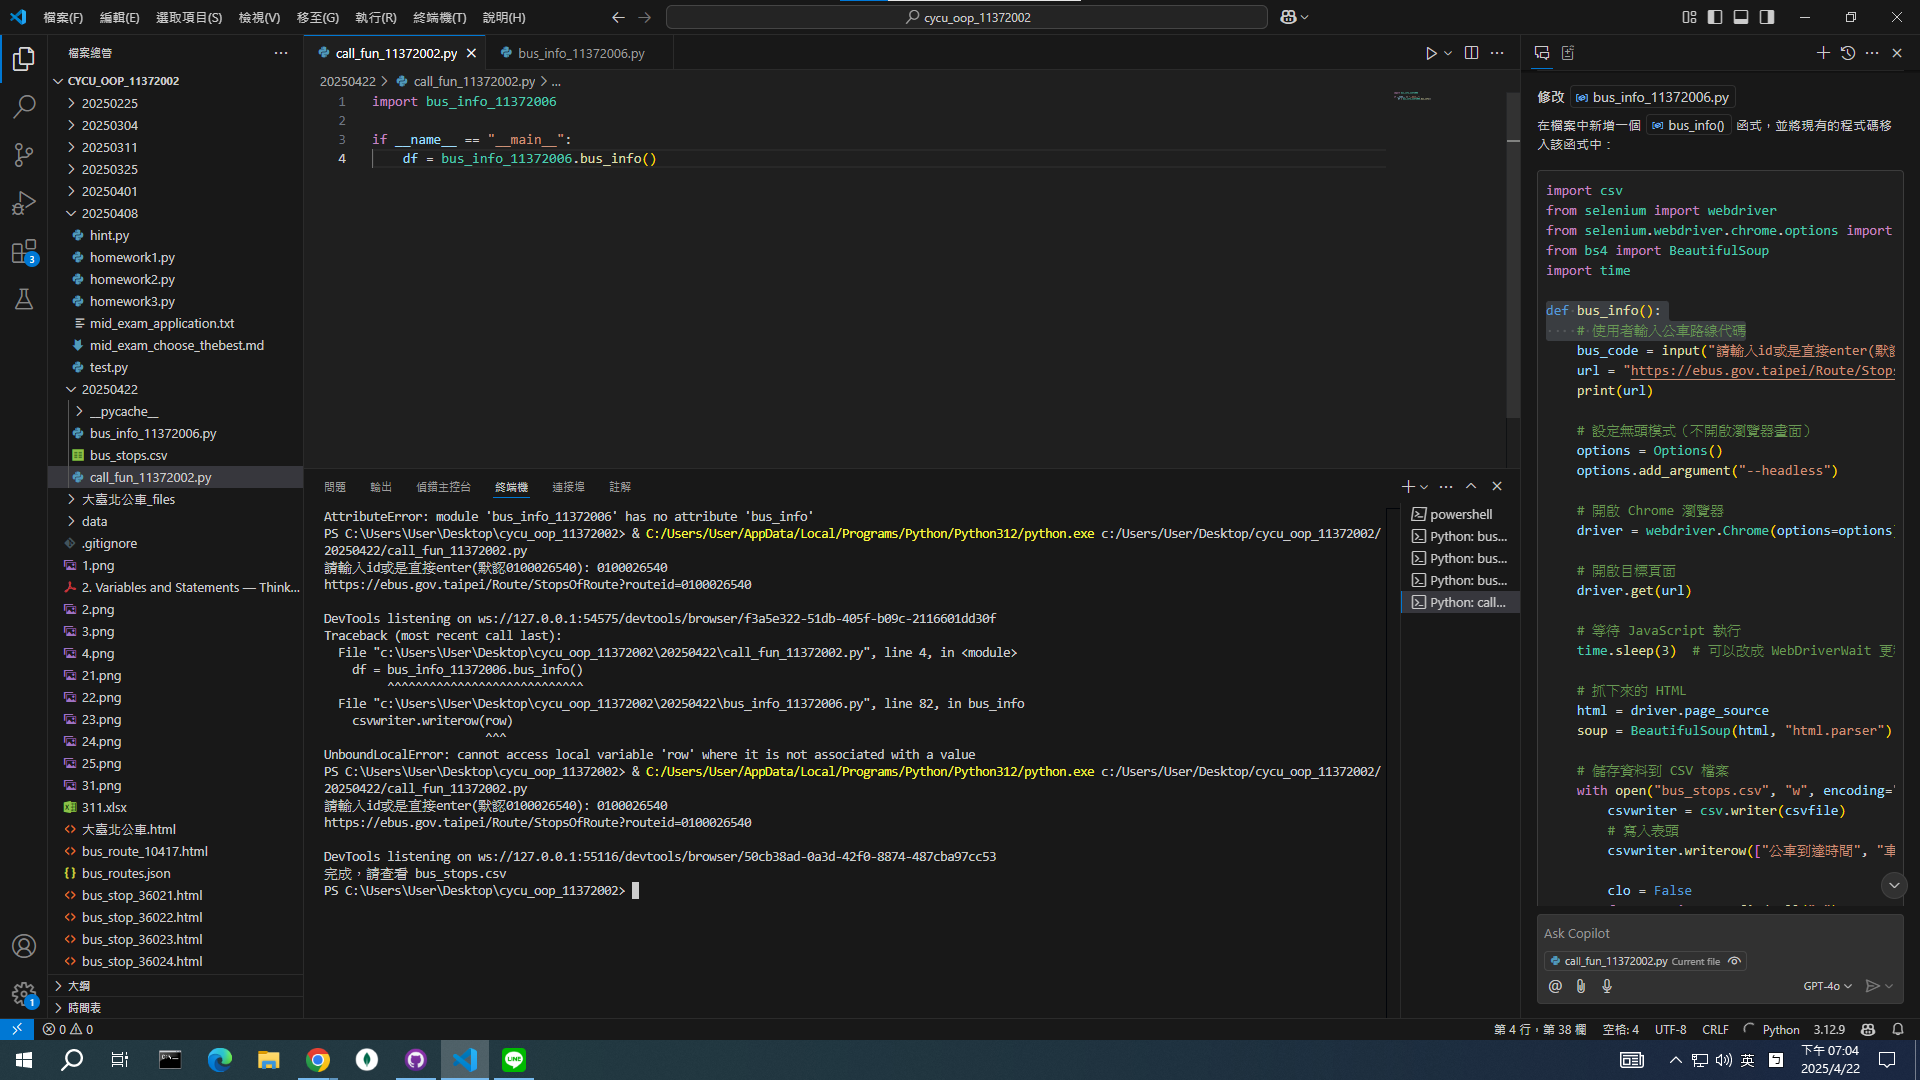 檔案(F) 編輯(E) 選取項目(S) 檢視(V) 移至(G) 執行(R) 終端機(T) 說明(H)
cycu_oop_11372002
檔案總管
CYCU_OOP_11372002
20250225
20250304
20250311
20250325
20250401
20250408
hint.py
homework1.py
homework2.py
homework3.py
mid_exam_application.txt
mid_exam_choose_thebest.md
test.py
20250422
__pycache__
bus_info_11372006.py
bus_stops.csv
call_fun_11372002.py
大臺北公車_files
data
.gitignore
1.png
2. Variables and Statements — Think...
2.png
3.png
4.png
21.png
22.png
23.png
24.png
25.png
31.png
311.xlsx
大臺北公車.html
bus_route_10417.html
bus_routes.json
bus_stop_36021.html
bus_stop_36022.html
bus_stop_36023.html
bus_stop_36024.html
大綱
時間表
3
1
call_fun_11372002.py
bus_info_11372006.py
20250422 > call_fun_11372002.py > ...
1 import bus_info_11372006
2
3 if __name__ == "__main__":
4 df = bus_info_11372006.bus_info()
問題 輸出 偵錯主控台 終端機 連接埠 註解
AttributeError: module 'bus_info_11372006' has no attribute 'bus_info'
PS C:\Users\User\Desktop\cycu_oop_11372002> & C:/Users/User/AppData/Local/Programs/Python/Python312/python.exe c:/Users/User/Desktop/cycu_oop_11372002/
20250422/call_fun_11372002.py
請輸入id或是直接enter(默認0100026540): 0100026540
https://ebus.gov.taipei/Route/StopsOfRoute?routeid=0100026540
DevTools listening on ws://127.0.0.1:54575/devtools/browser/f3a5e322-51db-405f-b09c-2116601dd30f
Traceback (most recent call last):
File "c:\Users\User\Desktop\cycu_oop_11372002\20250422\call_fun_11372002.py", line 4, in <module>
df = bus_info_11372006.bus_info()
^^^^^^^^^^^^^^^^^^^^^^^^^^^^
File "c:\Users\User\Desktop\cycu_oop_11372002\20250422\bus_info_11372006.py", line 82, in bus_info
csvwriter.writerow(row)
^^^
UnboundLocalError: cannot access local variable 'row' where it is not associated with a value
PS C:\Users\User\Desktop\cycu_oop_11372002> & C:/Users/User/AppData/Local/Programs/Python/Python312/python.exe c:/Users/User/Desktop/cycu_oop_11372002/
20250422/call_fun_11372002.py
請輸入id或是直接enter(默認0100026540): 0100026540
https://ebus.gov.taipei/Route/StopsOfRoute?routeid=0100026540
DevTools listening on ws://127.0.0.1:55116/devtools/browser/50cb38ad-0a3d-42f0-8874-487cba97cc53
完成，請查看 bus_stops.csv
PS C:\Users\User\Desktop\cycu_oop_11372002>
powershell
Python: bus...
Python: bus...
Python: bus...
Python: call...
修改 bus_info_11372006.py
在檔案中新增一個 bus_info() 函式，並將現有的程式碼移
入該函式中：
import csv
from selenium import webdriver
from selenium.webdriver.chrome.options import
from bs4 import BeautifulSoup
import time
def bus_info():
# 使用者輸入公車路線代碼
bus_code = input("請輸入id或是直接enter(默認
url = "https://ebus.gov.taipei/Route/Stops
print(url)
# 設定無頭模式（不開啟瀏覽器畫面）
options = Options()
options.add_argument("--headless")
# 開啟 Chrome 瀏覽器
driver = webdriver.Chrome(options=options)
# 開啟目標頁面
driver.get(url)
# 等待 JavaScript 執行
time.sleep(3) # 可以改成 WebDriverWait 更
# 抓下來的 HTML
html = driver.page_source
soup = BeautifulSoup(html, "html.parser")
# 儲存資料到 CSV 檔案
with open("bus_stops.csv", "w", encoding=
csvwriter = csv.writer(csvfile)
# 寫入表頭
csvwriter.writerow(["公車到達時間", "車
clo = False
Ask Copilot
call_fun_11372002.py Current file
GPT-4o
0 0
第 4 行，第 38 欄 空格: 4 UTF-8 CRLF Python 3.12.9
英
下午 07:04
2025/4/22